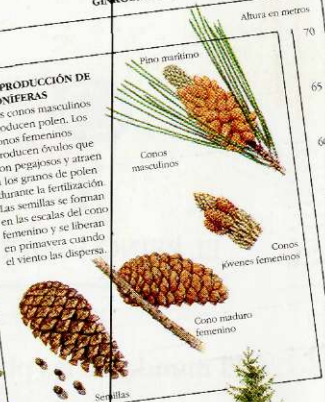 Altura en metros
70
65
PRODUCCIÓN DE
CONÍFERAS
conos masculinos
producen polen. Los
conos femeninos
producen óvulos que
son pegajosos y atraen
a los granos de polen
durante la fertilización.
Las semillas se forman
en las escalas del cono
femenino y se liberan
en primavera cuando
el viento las dispersa.
Pino marítimo
Conos
masculinos
Conos
jóvenes femeninos
Cono maduro
femenino
Semillas